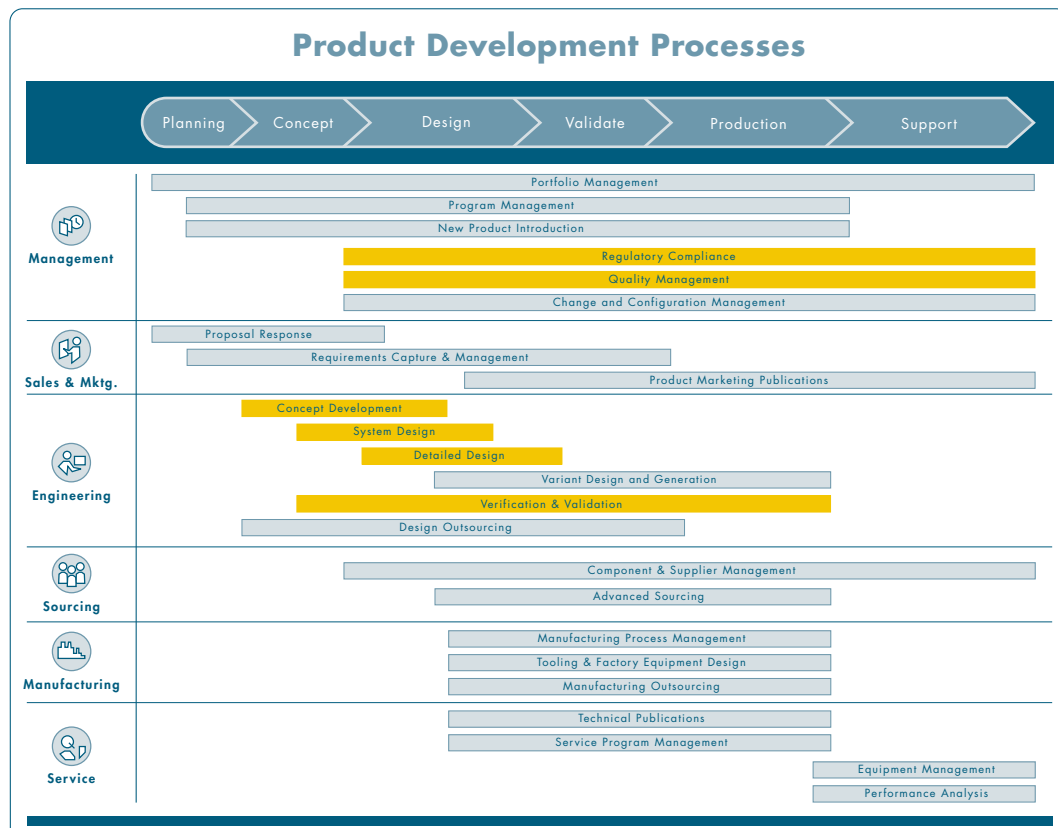 Product Development Processes
Planning
Concept
Design
Validate
Production
Support
Management
Portfolio Management
Program Management
New Product Introduction
Regulatory Compliance
Quality Management
Change and Configuration Management
Sales & Mktg.
Proposal Response
Requirements Capture & Management
Product Marketing Publications
Engineering
Concept Development
System Design
Detailed Design
Variant Design and Generation
Verification & Validation
Design Outsourcing
Sourcing
Component & Supplier Management
Advanced Sourcing
Manufacturing
Manufacturing Process Management
Tooling & Factory Equipment Design
Manufacturing Outsourcing
Service
Technical Publications
Service Program Management
Equipment Management
Performance Analysis